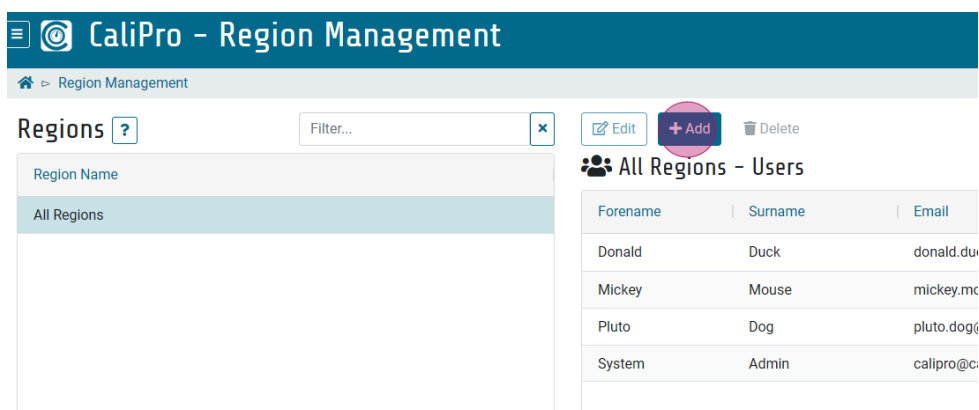 CaliPro - Region Management
Region Management
Regions ?
Filter...
Edit
Add
Delete
All Regions - Users
Region Name
All Regions
Forename Surname Email
Donald Duck
Mickey Mouse
Pluto Dog
System Admin